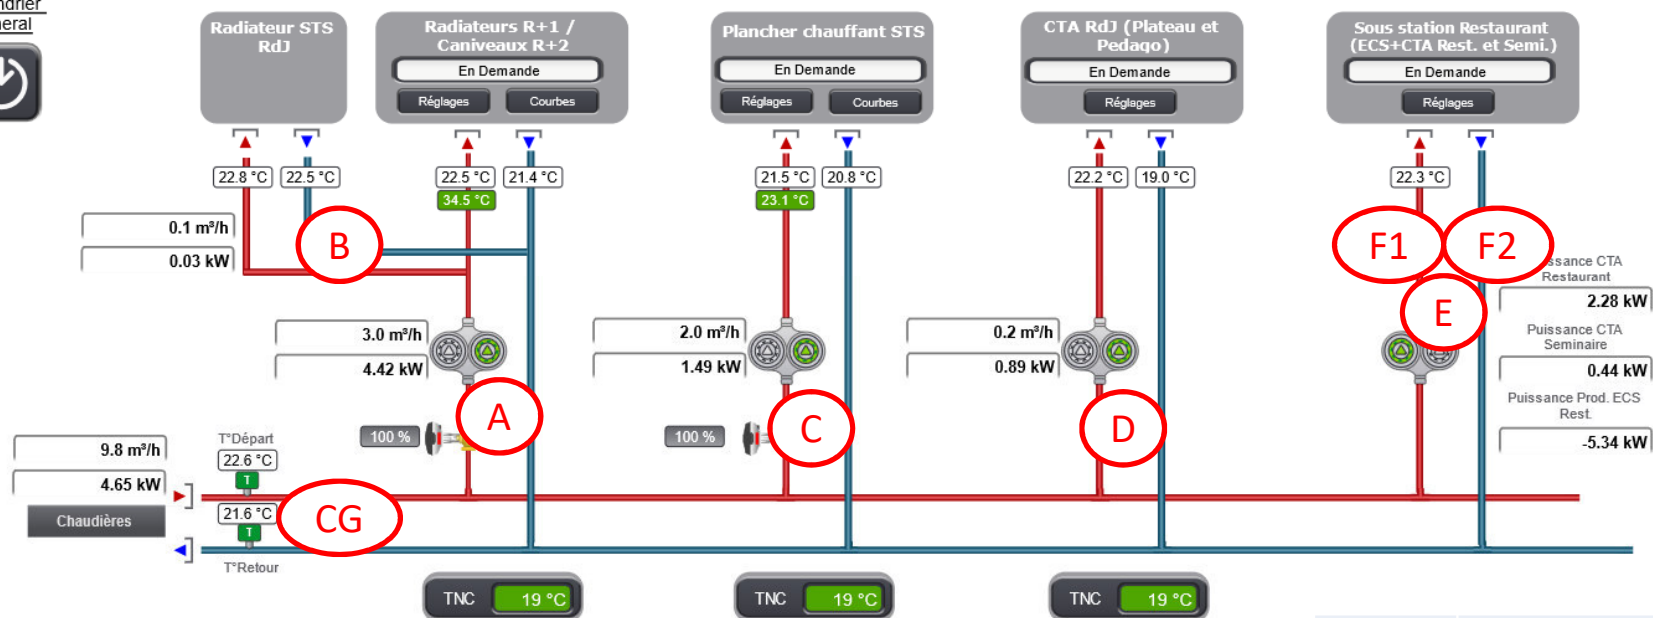 Radiateur STS
RdJ
Radiateurs R+1 /
Caniveaux R+2
En Demande
Réglages
Courbes
Plancher chauffant STS
En Demande
Réglages
Courbes
CTA RdJ (Plateau et
Pedago)
En Demande
Réglages
Sous station Restaurant
(ECS+CTA Rest. et Semi.)
En Demande
Réglages
22.8 °C
22.5 °C
22.5 °C
21.4 °C
34.5 °C
21.5 °C
20.8 °C
23.1 °C
22.2 °C
19.0 °C
22.3 °C
0.1 m³/h
0.03 kW
B
F1
F2
E
Puissance CTA
Restaurant
2.28 kW
Puissance CTA
Seminaire
0.44 kW
Puissance Prod. ECS
Rest.
-5.34 kW
3.0 m³/h
4.42 kW
2.0 m³/h
1.49 kW
0.2 m³/h
0.89 kW
A
C
D
100 %
100 %
9.8 m³/h
4.65 kW
Chaudières
T°Départ
22.6 °C
T
21.6 °C
T
T°Retour
CG
TNC 19 °C
TNC 19 °C
TNC 19 °C